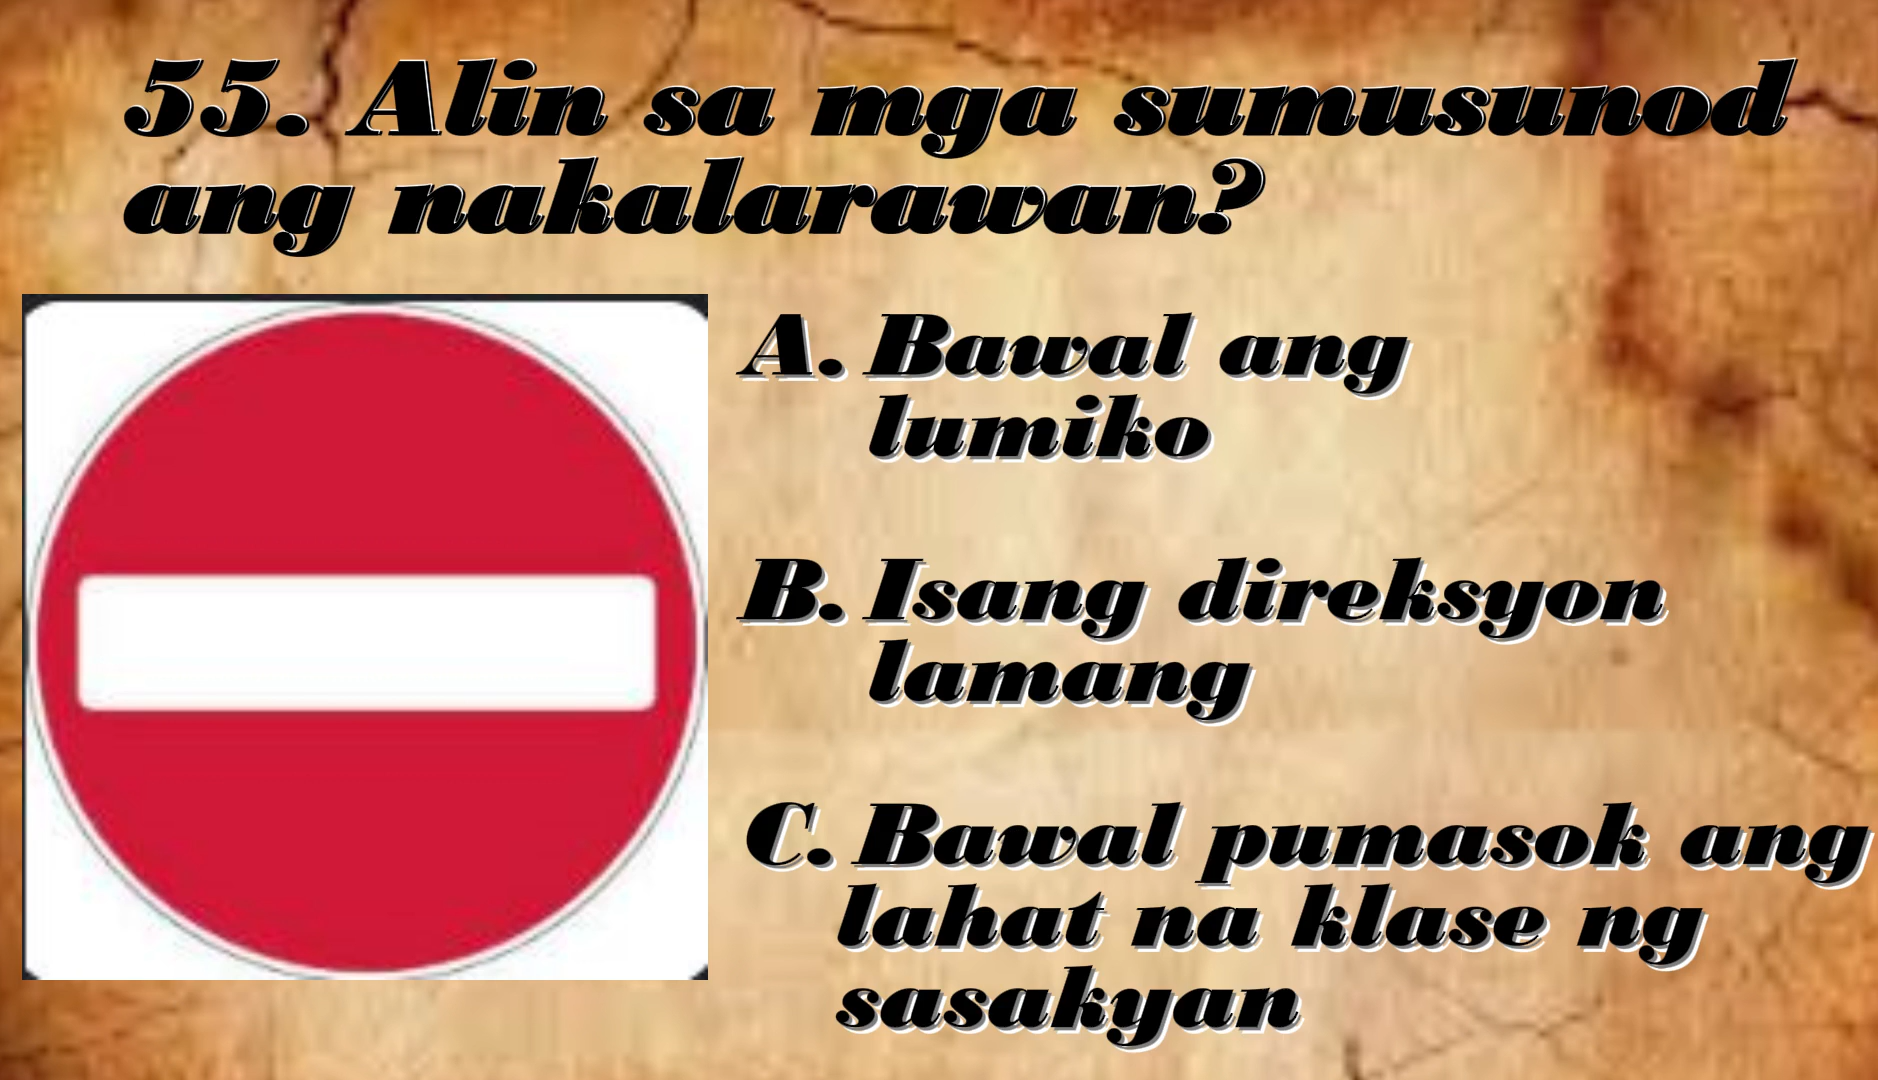 55. Alin sa mga sumusunod
ang nakalarawan?
A. Bawal ang
lumiko
B. Isang direksyon
lamang
C. Bawal pumasok ang
lahat na klase ng
sasakyan